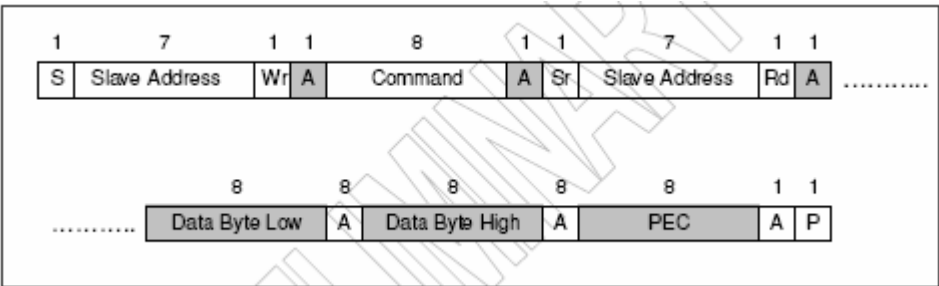 1 7 1 1 8 1 1 7 1 1
S Slave Address Wr A Command A Sr Slave Address Rd A ...........
8 8 8 8 8 1 1
........... Data Byte Low A Data Byte High A PEC A P